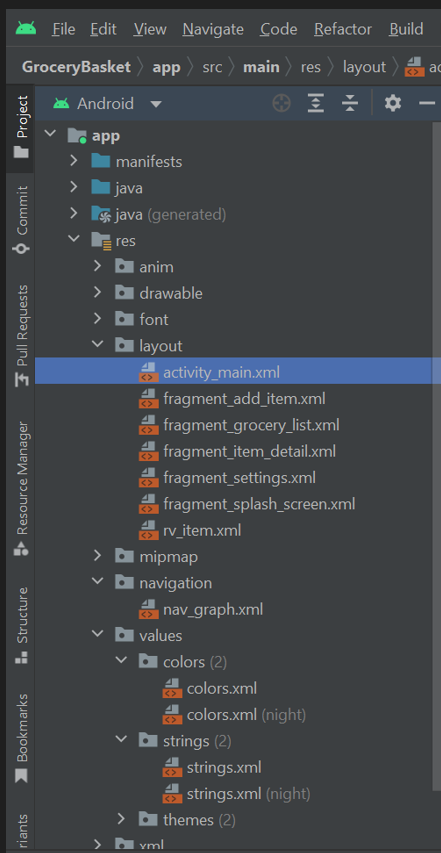 File Edit View Navigate Code Refactor Build
GroceryBasket app src main res layout
Android
Project
Commit
Pull Requests
Resource Manager
Structure
Bookmarks
app
manifests
java
java (generated)
res
anim
drawable
font
layout
activity_main.xml
fragment_add_item.xml
fragment_grocery_list.xml
fragment_item_detail.xml
fragment_settings.xml
fragment_splash_screen.xml
rv_item.xml
mipmap
navigation
nav_graph.xml
values
colors (2)
colors.xml
colors.xml (night)
strings (2)
strings.xml
strings.xml (night)
themes (2)
xml